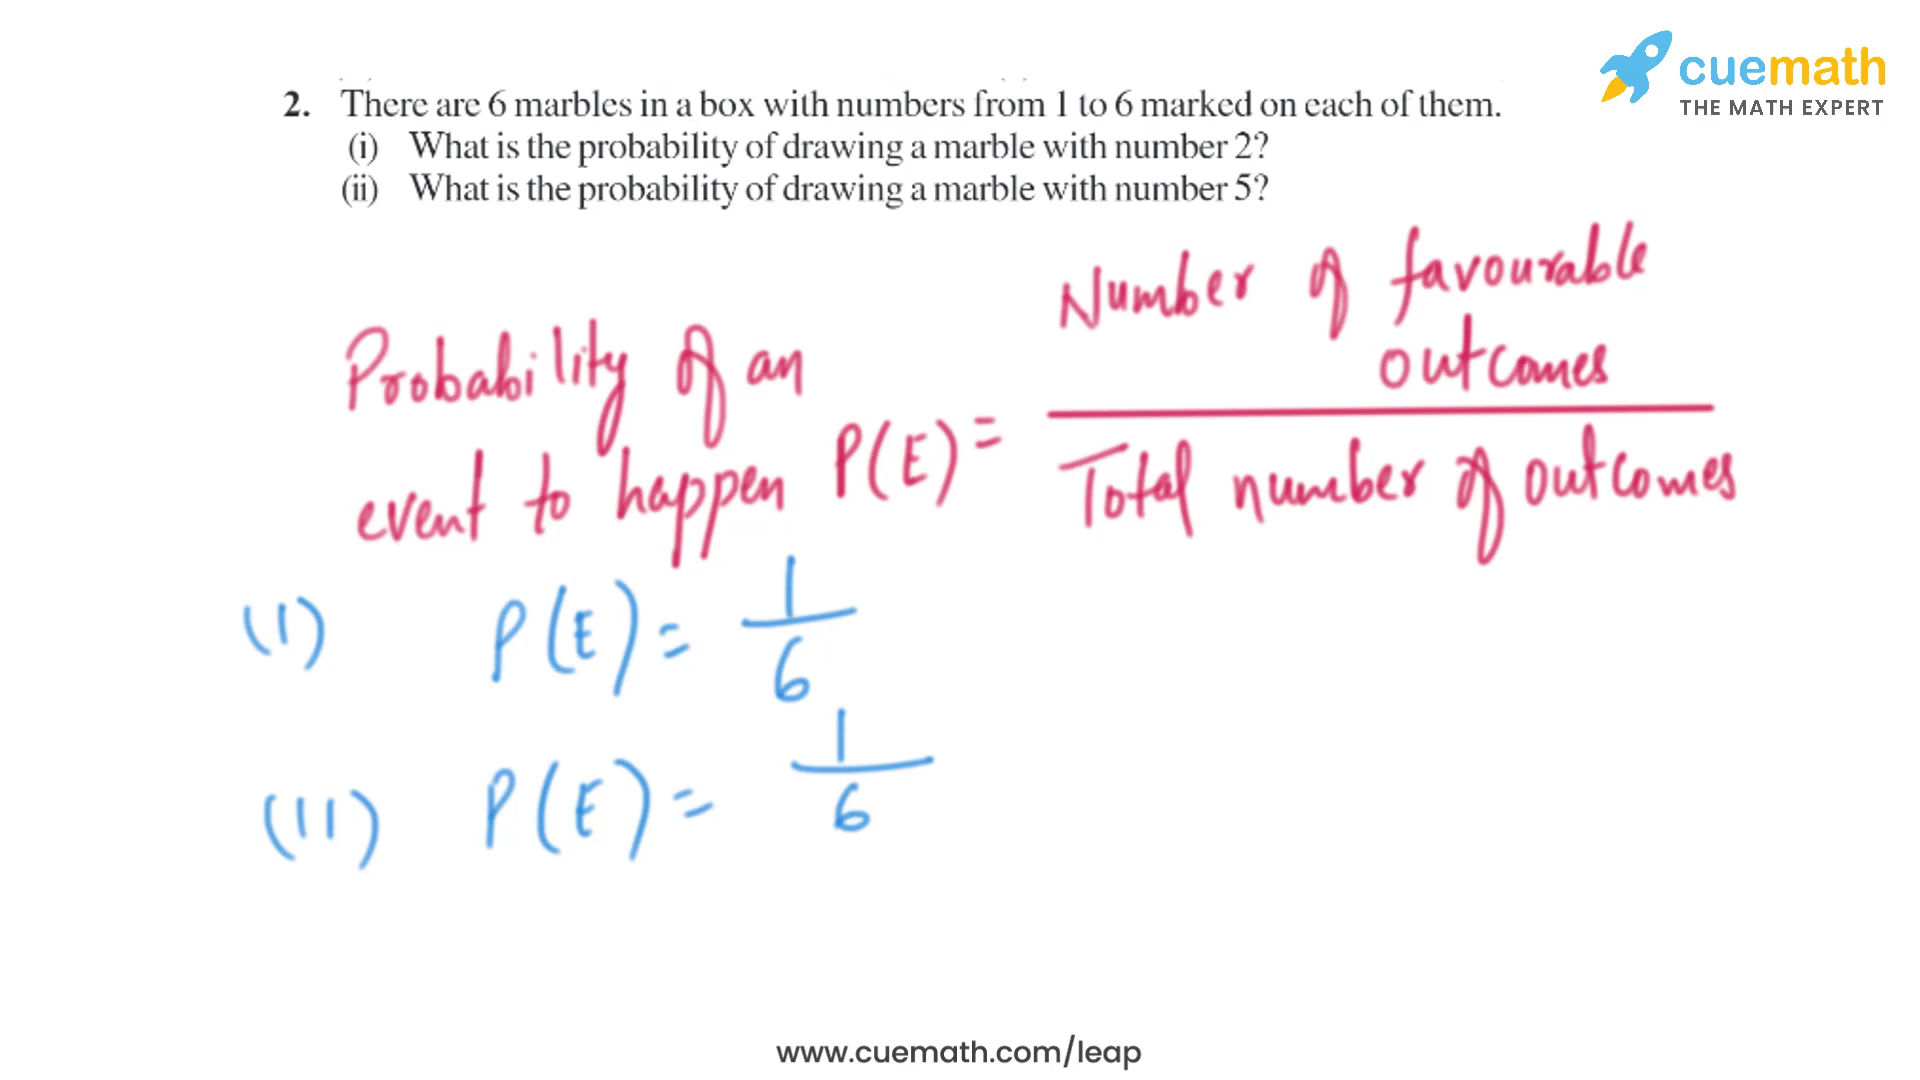 cuemath
THE MATH EXPERT
2. There are 6 marbles in a box with numbers from 1 to 6 marked on each of them.
(i) What is the probability of drawing a marble with number 2?
(ii) What is the probability of drawing a marble with number 5?
Number of favourable
outcomes
Probability of an
event to happen P(E) =
Total number of outcomes
(I) P(E) = 1/6
(II) P(E) = 1/6
www.cuemath.com/leap